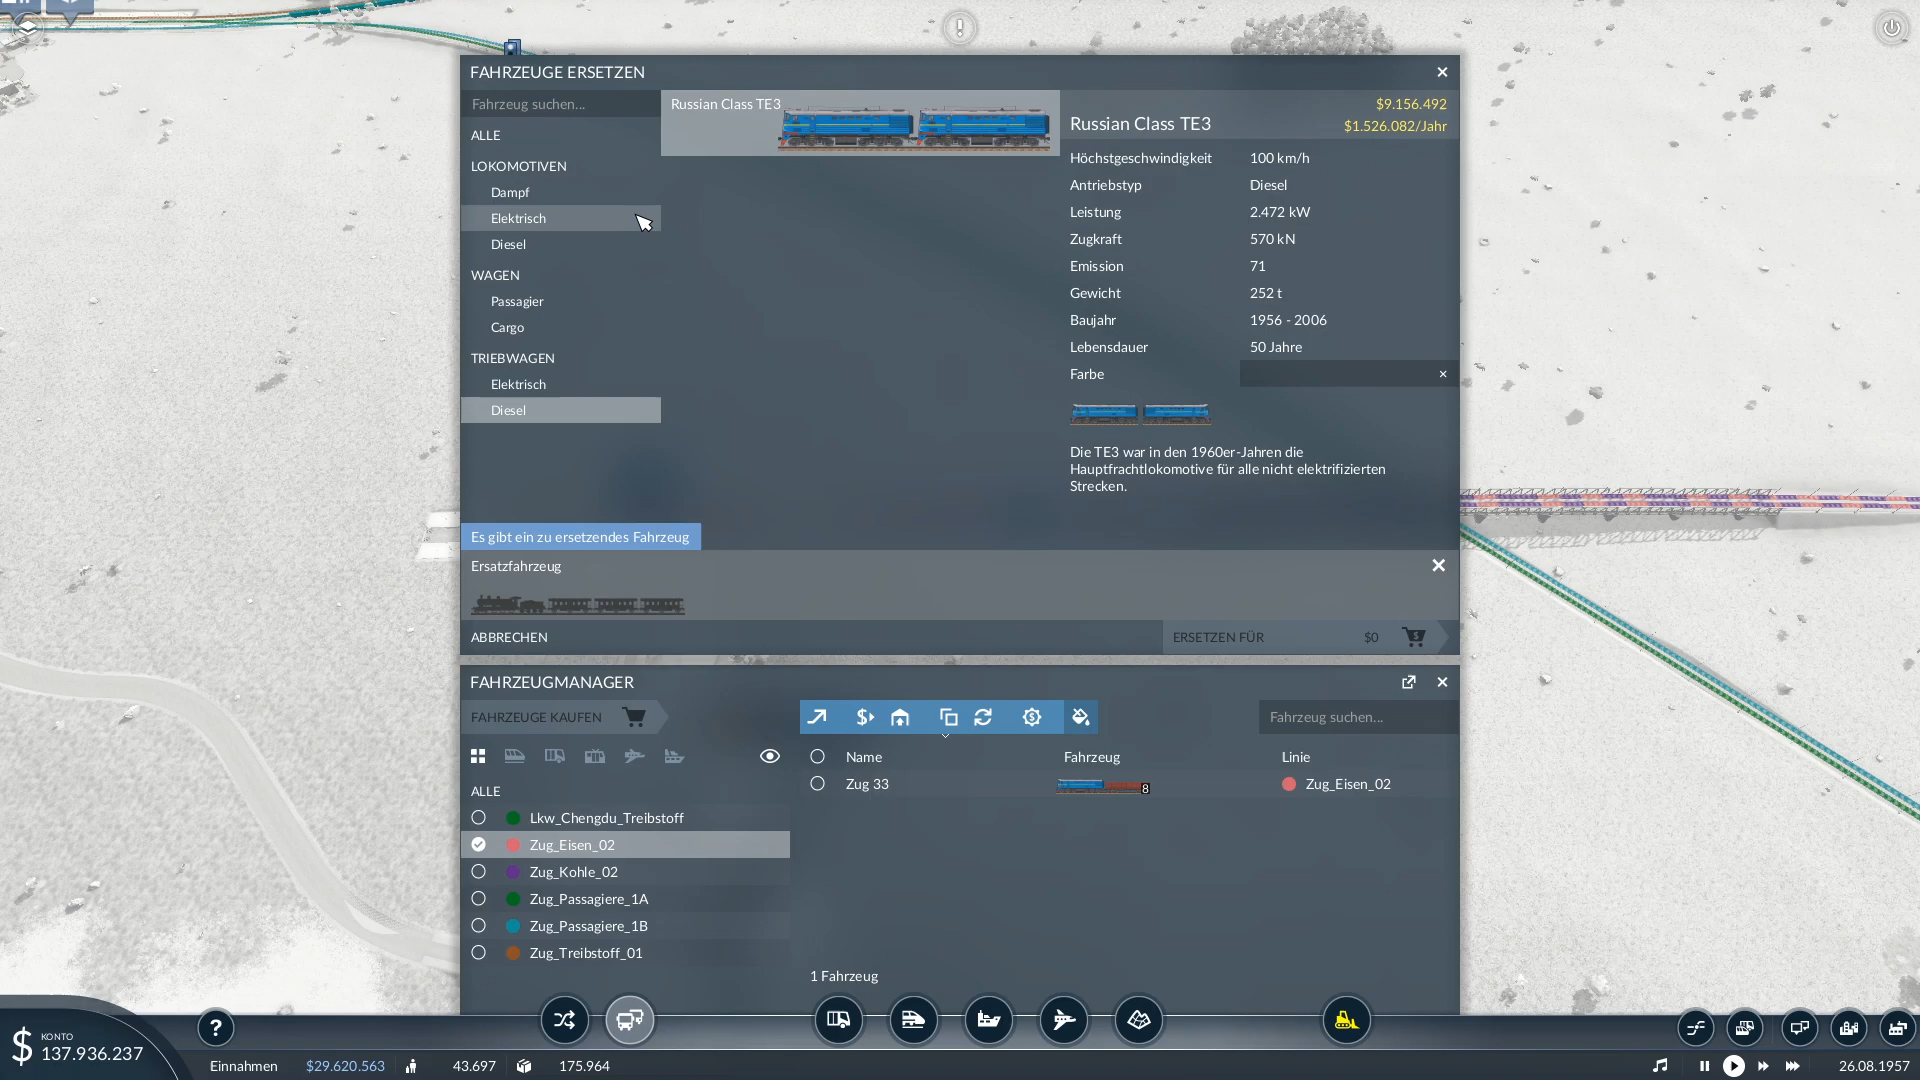 FAHRZEUGE ERSETZEN
Fahrzeug suchen...
ALLE
LOKOMOTIVEN
Dampf
Elektrisch
Diesel
WAGEN
Passagier
Cargo
TRIEBWAGEN
Elektrisch
Diesel
Russian Class TE3
Russian Class TE3
$9.156.492
$1.526.082/Jahr
Höchstgeschwindigkeit 100 km/h
Antriebstyp Diesel
Leistung 2.472 kW
Zugkraft 570 kN
Emission 71
Gewicht 252 t
Baujahr 1956 - 2006
Lebensdauer 50 Jahre
Farbe
Die TE3 war in den 1960er-Jahren die
Hauptfrachtlokomotive für alle nicht elektrifizierten
Strecken.
Es gibt ein zu ersetzendes Fahrzeug
Ersatzfahrzeug
ABBRECHEN
ERSETZEN FÜR $0
FAHRZEUGMANAGER
FAHRZEUGE KAUFEN
Fahrzeug suchen...
ALLE
Lkw_Chengdu_Treibstoff
Zug_Eisen_02
Zug_Kohle_02
Zug_Passagiere_1A
Zug_Passagiere_1B
Zug_Treibstoff_01
Name Fahrzeug Linie
Zug 33 8 Zug_Eisen_02
1 Fahrzeug
KONTO
137.936.237
Einnahmen $29.620.563 43.697 175.964
26.08.1957